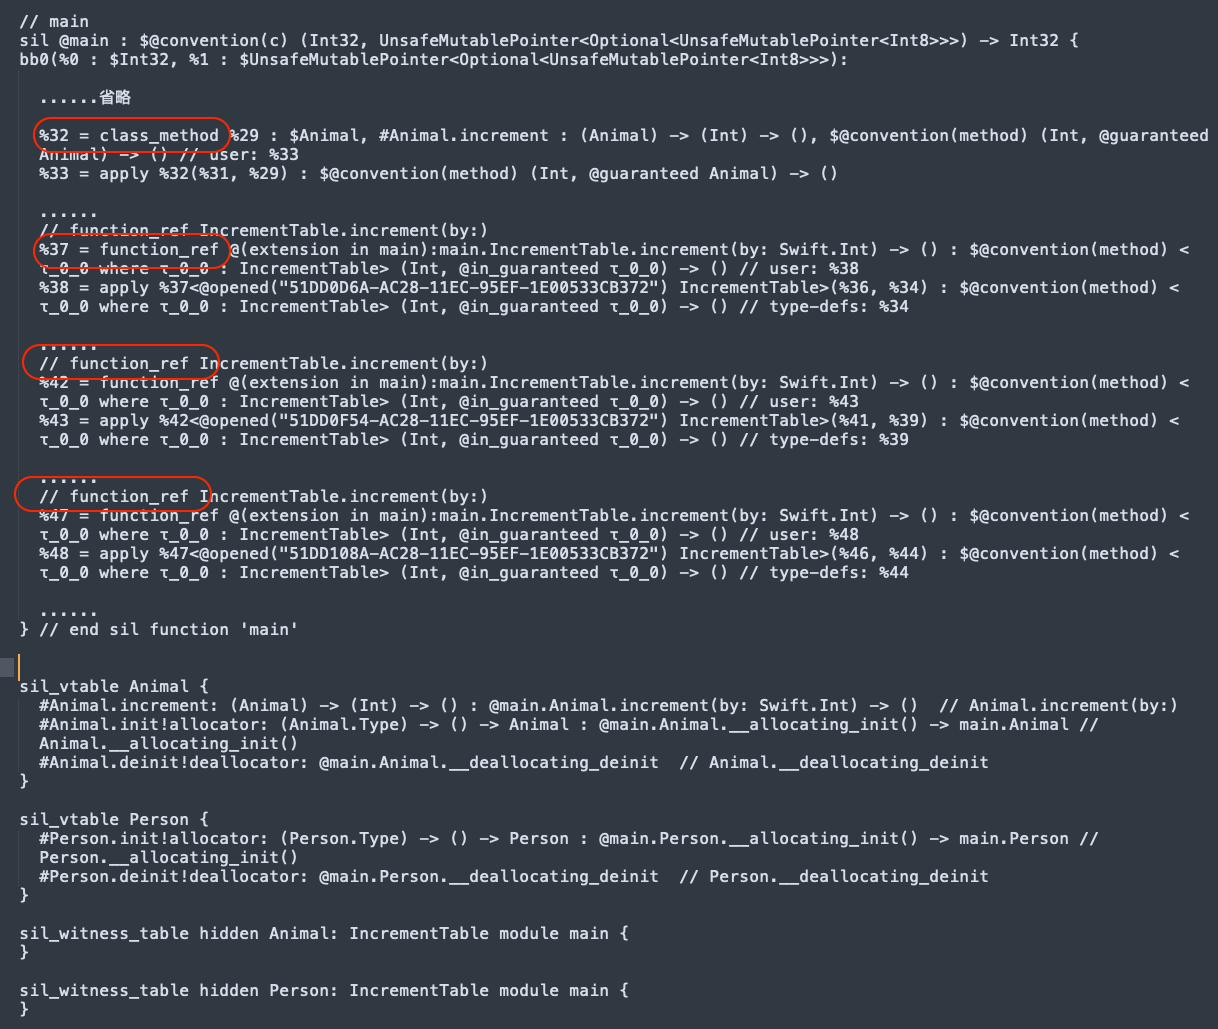 // main
sil @main : $@convention(c) (Int32, UnsafeMutablePointer<Optional<UnsafeMutablePointer<Int8>>>) -> Int32 {
bb0(%0 : $Int32, %1 : $UnsafeMutablePointer<Optional<UnsafeMutablePointer<Int8>>>):
......省略
%32 = class_method %29 : $Animal, #Animal.increment : (Animal) -> (Int) -> (), $@convention(method) (Int, @guaranteed
Animal) -> () // user: %33
%33 = apply %32(%31, %29) : $@convention(method) (Int, @guaranteed Animal) -> ()
......
// function_ref IncrementTable.increment(by:)
%37 = function_ref @(extension in main):main.IncrementTable.increment(by: Swift.Int) -> () : $@convention(method) <
τ_0_0 where τ_0_0 : IncrementTable> (Int, @in_guaranteed τ_0_0) -> () // user: %38
%38 = apply %37<@opened("51DD0D6A-AC28-11EC-95EF-1E00533CB372") IncrementTable>(%36, %34) : $@convention(method) <
τ_0_0 where τ_0_0 : IncrementTable> (Int, @in_guaranteed τ_0_0) -> () // type-defs: %34
......
// function_ref IncrementTable.increment(by:)
%42 = function_ref @(extension in main):main.IncrementTable.increment(by: Swift.Int) -> () : $@convention(method) <
τ_0_0 where τ_0_0 : IncrementTable> (Int, @in_guaranteed τ_0_0) -> () // user: %43
%43 = apply %42<@opened("51DD0F54-AC28-11EC-95EF-1E00533CB372") IncrementTable>(%41, %39) : $@convention(method) <
τ_0_0 where τ_0_0 : IncrementTable> (Int, @in_guaranteed τ_0_0) -> () // type-defs: %39
......
// function_ref IncrementTable.increment(by:)
%47 = function_ref @(extension in main):main.IncrementTable.increment(by: Swift.Int) -> () : $@convention(method) <
τ_0_0 where τ_0_0 : IncrementTable> (Int, @in_guaranteed τ_0_0) -> () // user: %48
%48 = apply %47<@opened("51DD108A-AC28-11EC-95EF-1E00533CB372") IncrementTable>(%46, %44) : $@convention(method) <
τ_0_0 where τ_0_0 : IncrementTable> (Int, @in_guaranteed τ_0_0) -> () // type-defs: %44
......
} // end sil function 'main'
sil_vtable Animal {
#Animal.increment: (Animal) -> (Int) -> () : @main.Animal.increment(by: Swift.Int) -> ()  // Animal.increment(by:)
#Animal.init!allocator: (Animal.Type) -> () -> Animal : @main.Animal.__allocating_init() -> main.Animal //
Animal.__allocating_init()
#Animal.deinit!deallocator: @main.Animal.__deallocating_deinit  // Animal.__deallocating_deinit
}
sil_vtable Person {
#Person.init!allocator: (Person.Type) -> () -> Person : @main.Person.__allocating_init() -> main.Person //
Person.__allocating_init()
#Person.deinit!deallocator: @main.Person.__deallocating_deinit  // Person.__deallocating_deinit
}
sil_witness_table hidden Animal: IncrementTable module main {
}
sil_witness_table hidden Person: IncrementTable module main {
}